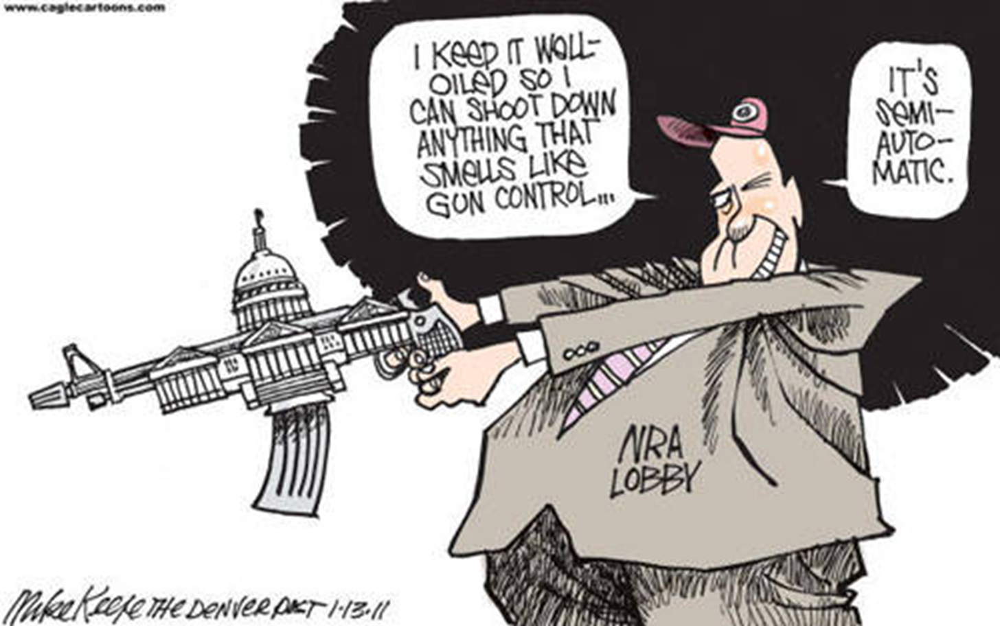 www.caglecartoons.com
I KEEP IT WELL-
OILED SO I
CAN SHOOT DOWN
ANYTHING THAT
SMELLS LIKE
GUN CONTROL...
IT'S
SEMI-
AUTO-
MATIC.
NRA
LOBBY
Mike Keefe THE DENVER POST 1.13.11